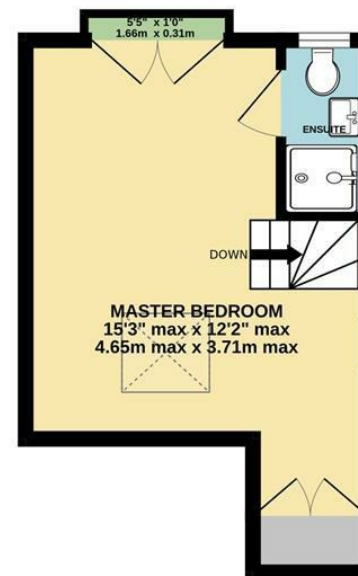 5'5" x 1'0"
1.66m x 0.31m
ENSUITE
DOWN
MASTER BEDROOM
15'3" max x 12'2" max
4.65m max x 3.71m max